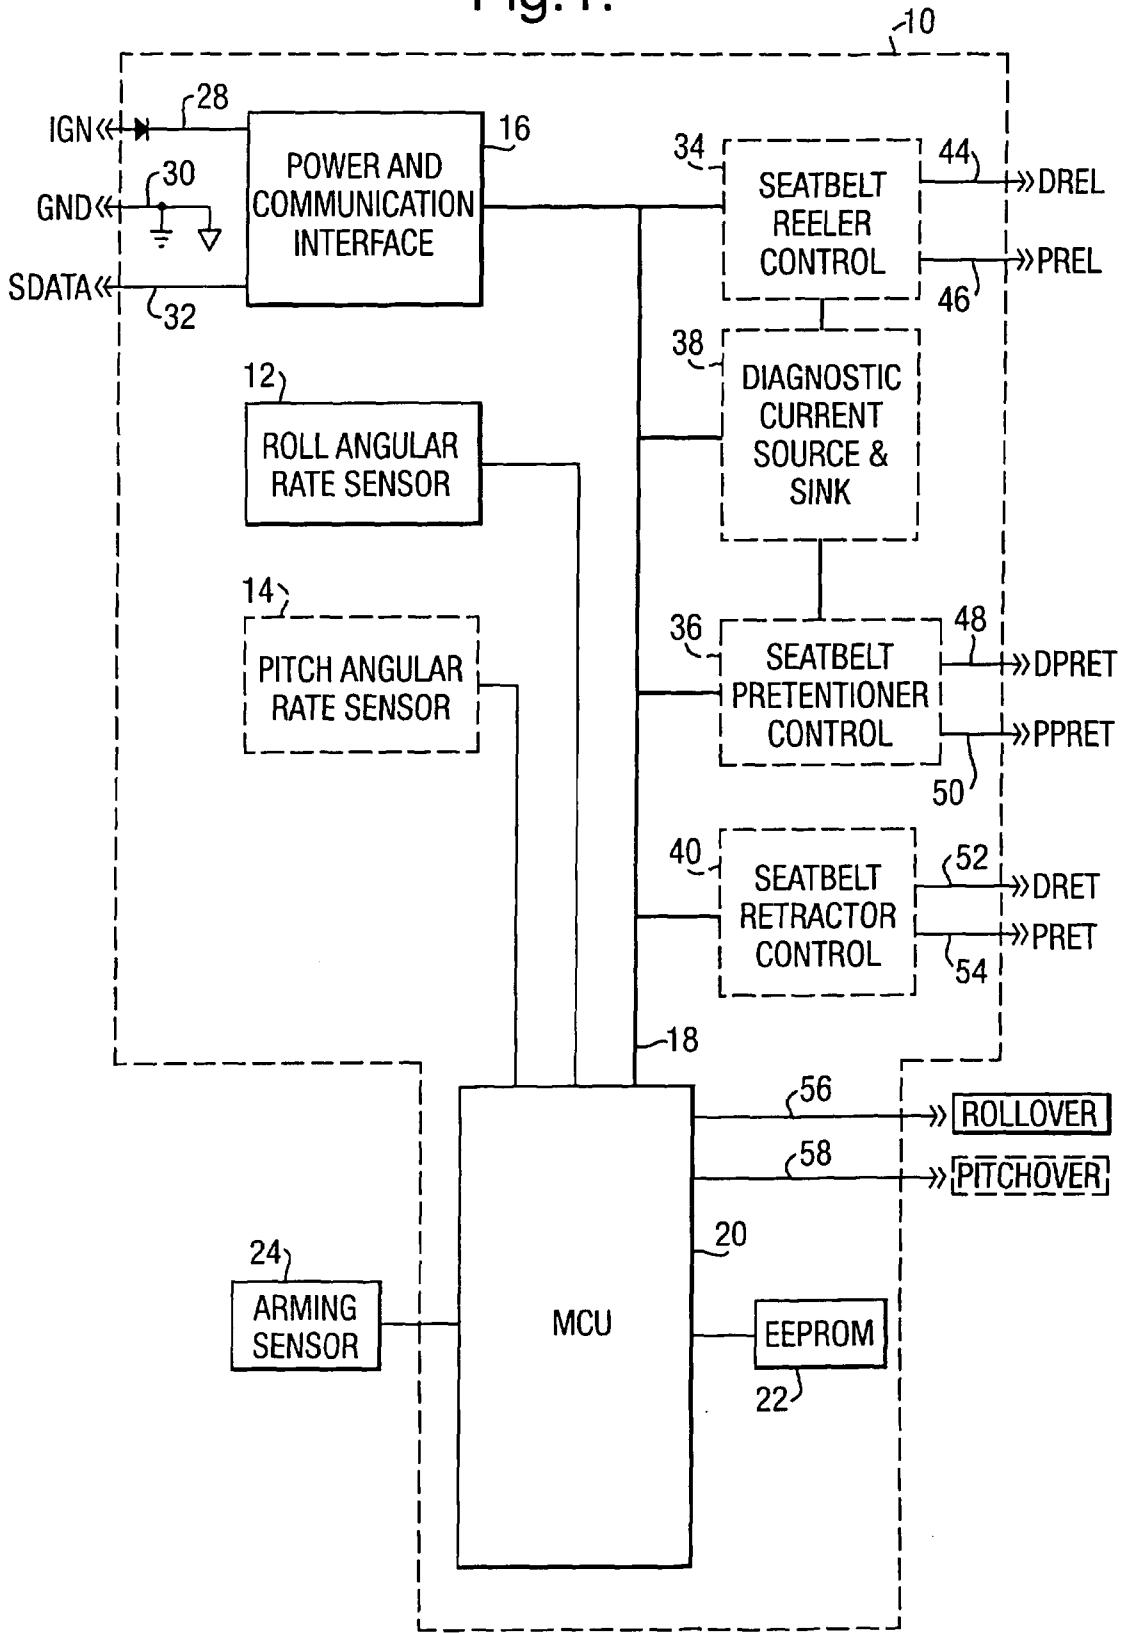 Fig.1.
10
IGN
28
GND
30
SDATA
32
POWER AND
COMMUNICATION
INTERFACE
16
34
SEATBELT
REELER
CONTROL
44
DREL
46
PREL
38
DIAGNOSTIC
CURRENT
SOURCE &
SINK
12
ROLL ANGULAR
RATE SENSOR
14
PITCH ANGULAR
RATE SENSOR
36
SEATBELT
PRETENTIONER
CONTROL
48
DPRET
50
PPRET
40
SEATBELT
RETRACTOR
CONTROL
52
DRET
54
PRET
18
56
ROLLOVER
58
PITCHOVER
20
MCU
24
ARMING
SENSOR
EEPROM
22